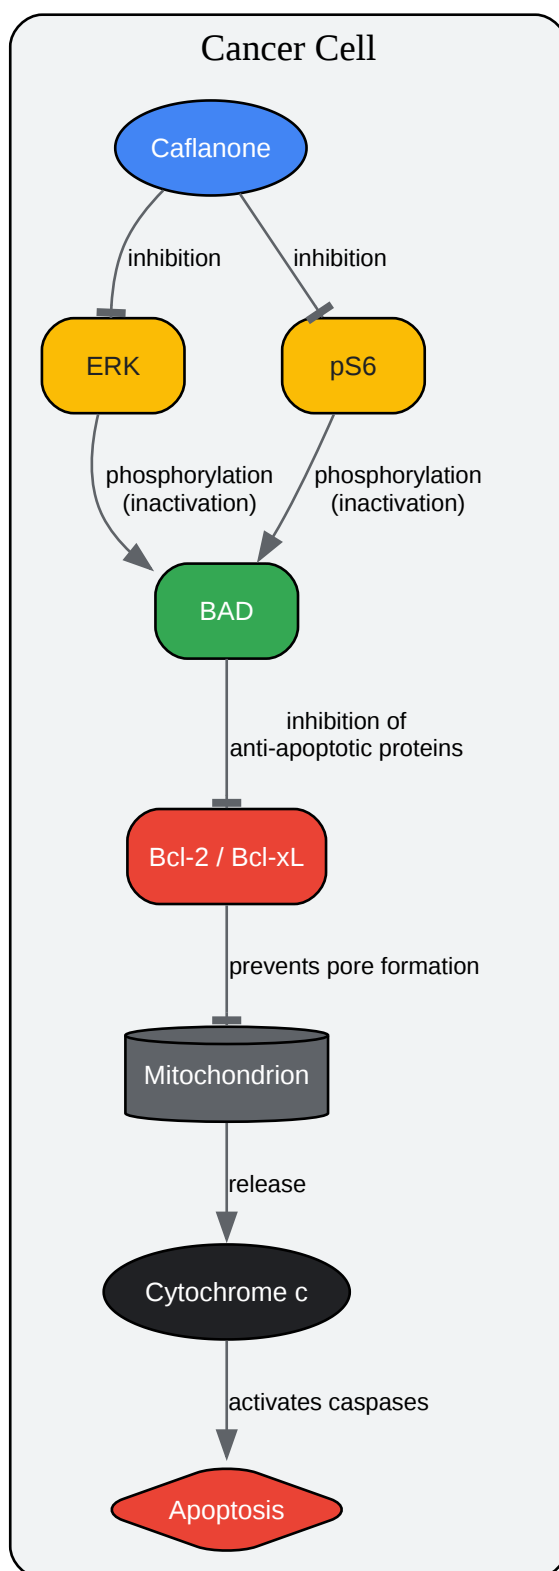 Cancer Cell
Caflanone
inhibition
inhibition
ERK
pS6
phosphorylation
(inactivation)
phosphorylation
(inactivation)
BAD
inhibition of
anti-apoptotic proteins
Bcl-2 / Bcl-xL
prevents pore formation
Mitochondrion
release
Cytochrome c
activates caspases
Apoptosis